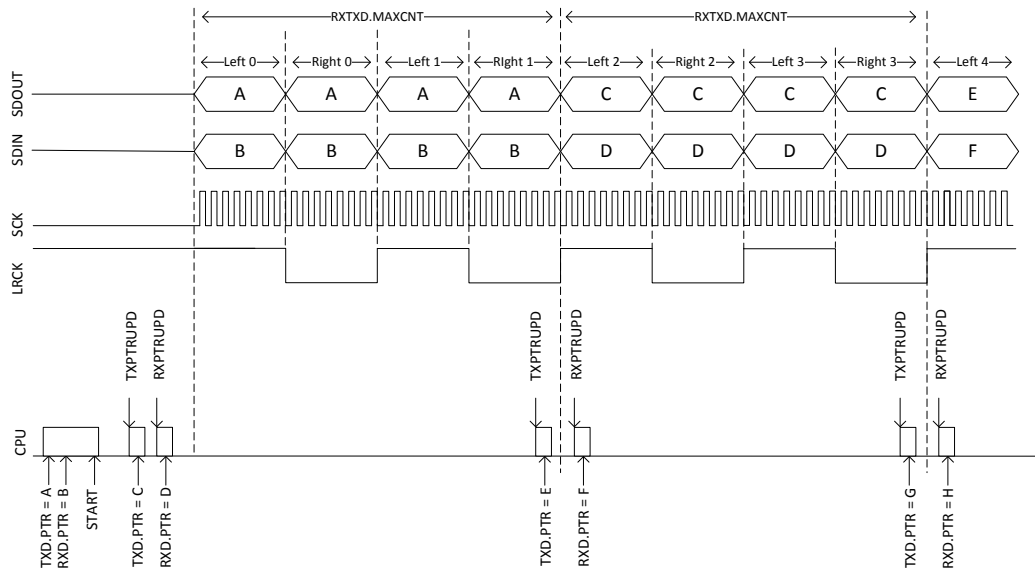 RXTXD.MAXCNT RXTXD.MAXCNT
Left 0 Right 0 Left 1 RIght 1 Left 2 Right 2 Left 3 Right 3 Left 4
SDOUT A A A A C C C C E
SDIN B B B B D D D D F
SCK
LRCK
TXPTRUPD RXPTRUPD TXPTRUPD RXPTRUPD TXPTRUPD RXPTRUPD
CPU
TXD.PTR = A RXD.PTR = B START TXD.PTR = C RXD.PTR = D TXD.PTR = E RXD.PTR = F TXD.PTR = G RXD.PTR = H